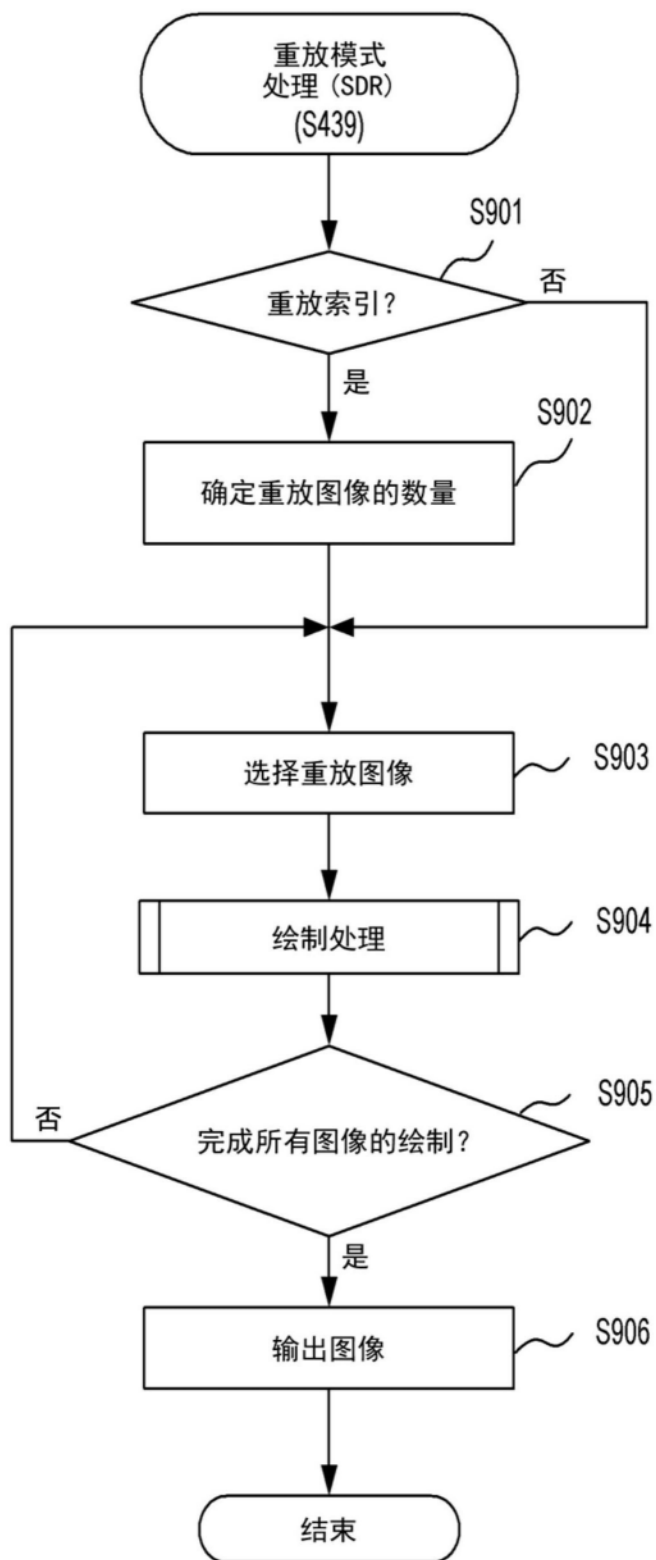 重放模式
处理(SDR)
(S439)
S901
重放索引?
否
是
S902
确定重放图像的数量
选择重放图像
S903
绘制处理
S904
S905
否
完成所有图像的绘制?
是
输出图像
S906
结束